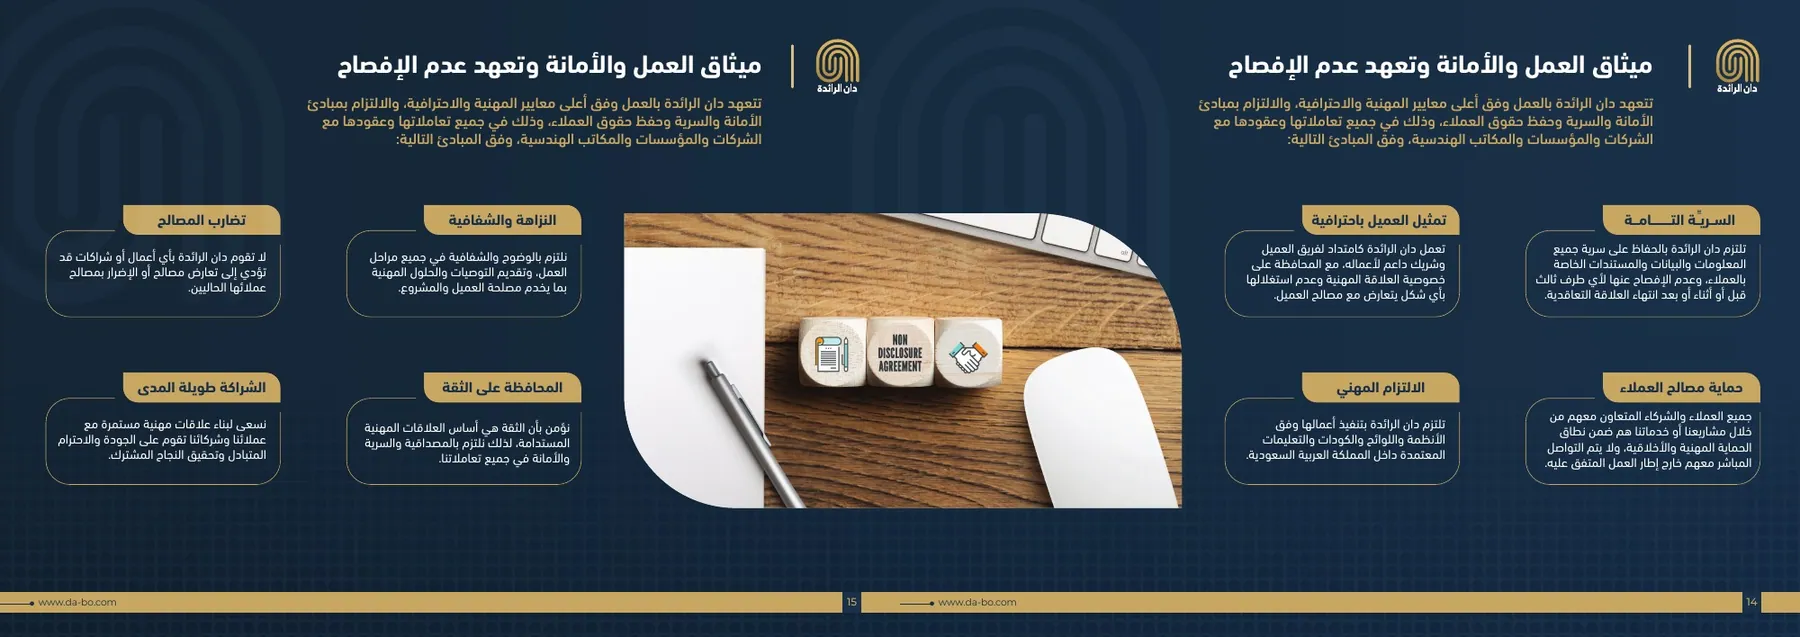 دان الرائدة
ميثاق العمل والأمانة وتعهد عدم الإفصاح
تتعهد دان الرائدة بالعمل وفق أعلى معايير المهنية والاحترافية، والالتزام بمبادئ
الأمانة والسرية وحفظ حقوق العملاء، وذلك في جميع تعاملاتها وعقودها مع
الشركات والمؤسسات والمكاتب الهندسية، وفق المبادئ التالية:
السـريـّـة التـــــامــة
تلتزم دان الرائدة بالحفاظ على سرية جميع
المعلومات والبيانات والمستندات الخاصة
بالعملاء، وعدم الإفصاح عنها لأي طرف ثالث
قبل أو أثناء أو بعد انتهاء العلاقة التعاقدية.
تمثيل العميل باحترافية
تعمل دان الرائدة كامتداد لفريق العميل
وشريك داعم لأعماله، مع المحافظة على
خصوصية العلاقة المهنية وعدم استغلالها
بأي شكل يتعارض مع مصالح العميل.
حماية مصالح العملاء
جميع العملاء والشركاء المتعاون معهم من
خلال مشاريعنا أو خدماتنا هم ضمن نطاق
الحماية المهنية والأخلاقية، ولا يتم التواصل
المباشر معهم خارج إطار العمل المتفق عليه.
الالتزام المهني
تلتزم دان الرائدة بتنفيذ أعمالها وفق
الأنظمة واللوائح والكودات والتعليمات
المعتمدة داخل المملكة العربية السعودية.
www.da-bo.com
14
NON
DISCLOSURE
AGREEMENT
دان الرائدة
ميثاق العمل والأمانة وتعهد عدم الإفصاح
تتعهد دان الرائدة بالعمل وفق أعلى معايير المهنية والاحترافية، والالتزام بمبادئ
الأمانة والسرية وحفظ حقوق العملاء، وذلك في جميع تعاملاتها وعقودها مع
الشركات والمؤسسات والمكاتب الهندسية، وفق المبادئ التالية:
النزاهة والشفافية
نلتزم بالوضوح والشفافية في جميع مراحل
العمل، وتقديم التوصيات والحلول المهنية
بما يخدم مصلحة العميل والمشروع.
تضارب المصالح
لا تقوم دان الرائدة بأي أعمال أو شراكات قد
تؤدي إلى تعارض مصالح أو الإضرار بمصالح
عملائها الحاليين.
المحافظة على الثقة
نؤمن بأن الثقة هي أساس العلاقات المهنية
المستدامة، لذلك نلتزم بالمصداقية والسرية
والأمانة في جميع تعاملاتنا.
الشراكة طويلة المدى
نسعى لبناء علاقات مهنية مستمرة مع
عملائنا وشركائنا تقوم على الجودة والاحترام
المتبادل وتحقيق النجاح المشترك.
www.da-bo.com
15